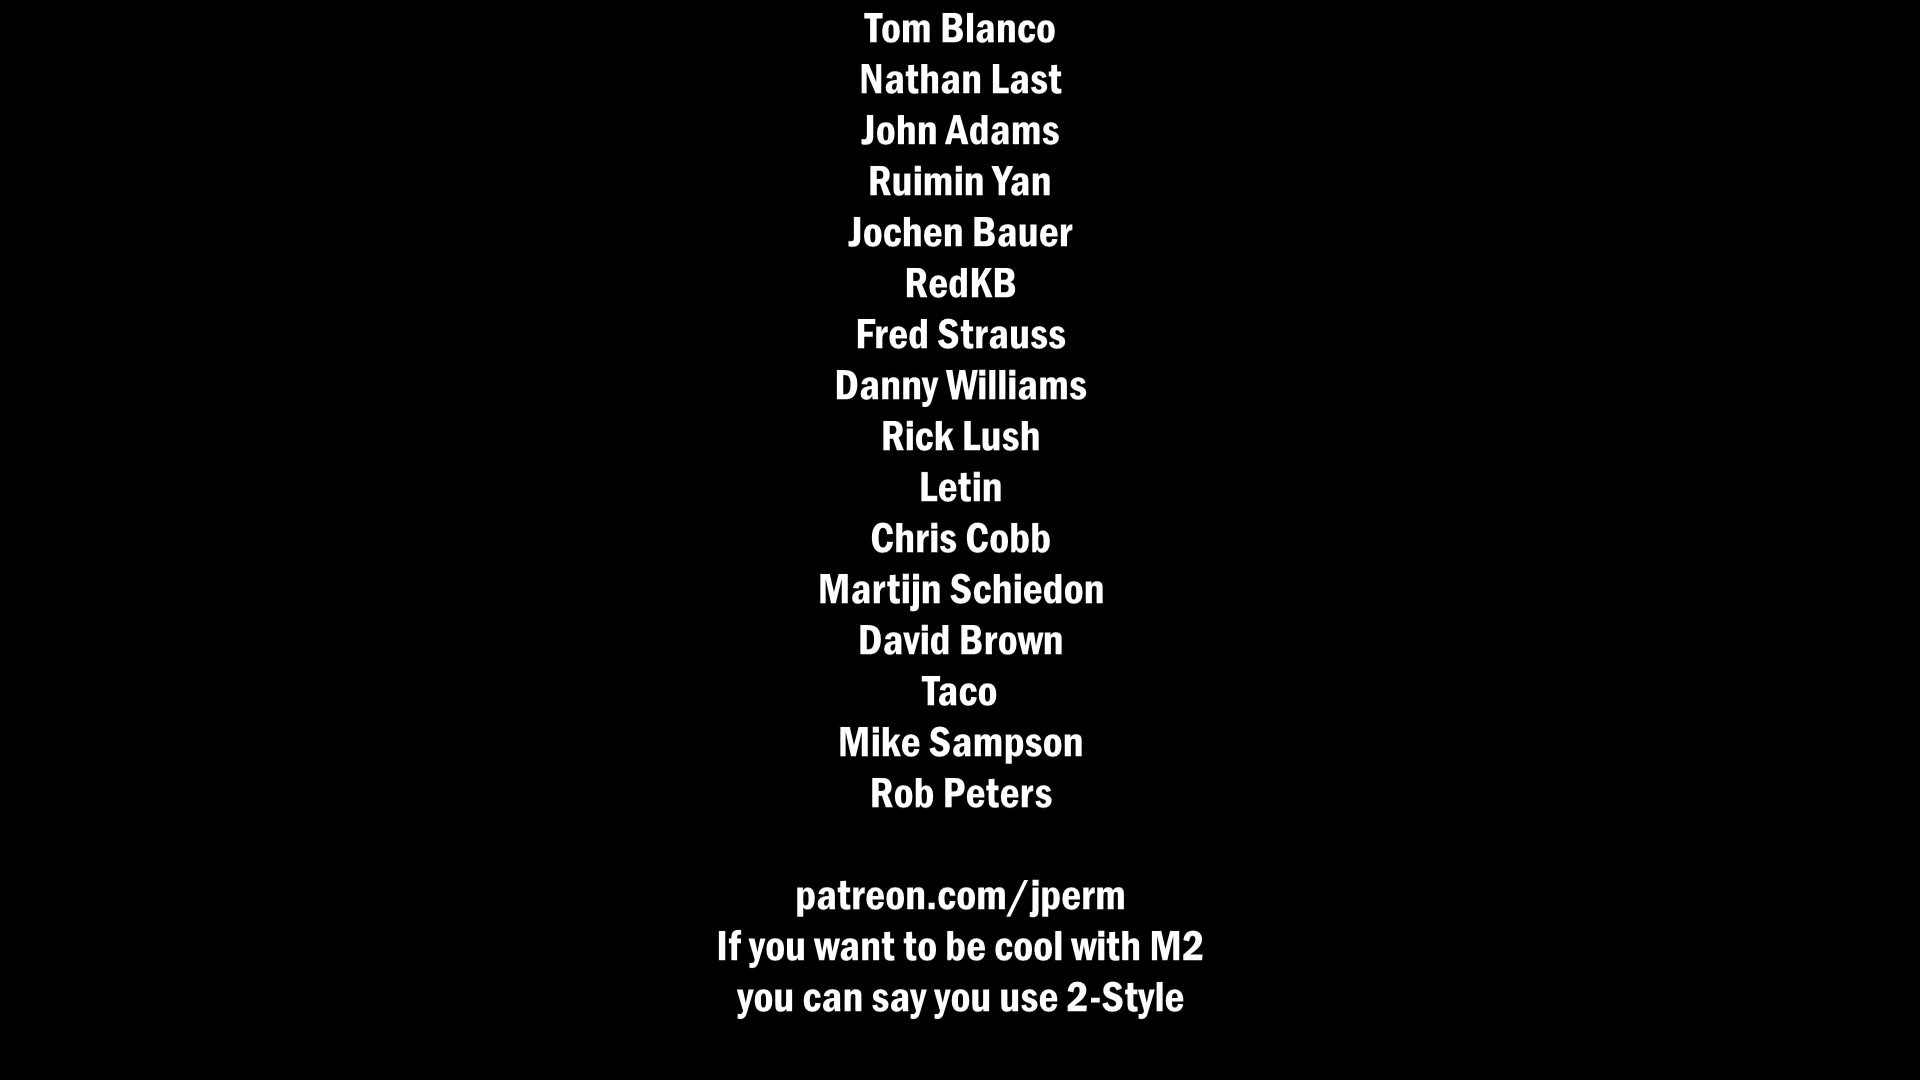 Tom Blanco
Nathan Last
John Adams
Ruimin Yan
Jochen Bauer
RedKB
Fred Strauss
Danny Williams
Rick Lush
Letin
Chris Cobb
Martijn Schiedon
David Brown
Taco
Mike Sampson
Rob Peters
patreon.com/jperm
If you want to be cool with M2
you can say you use 2-Style